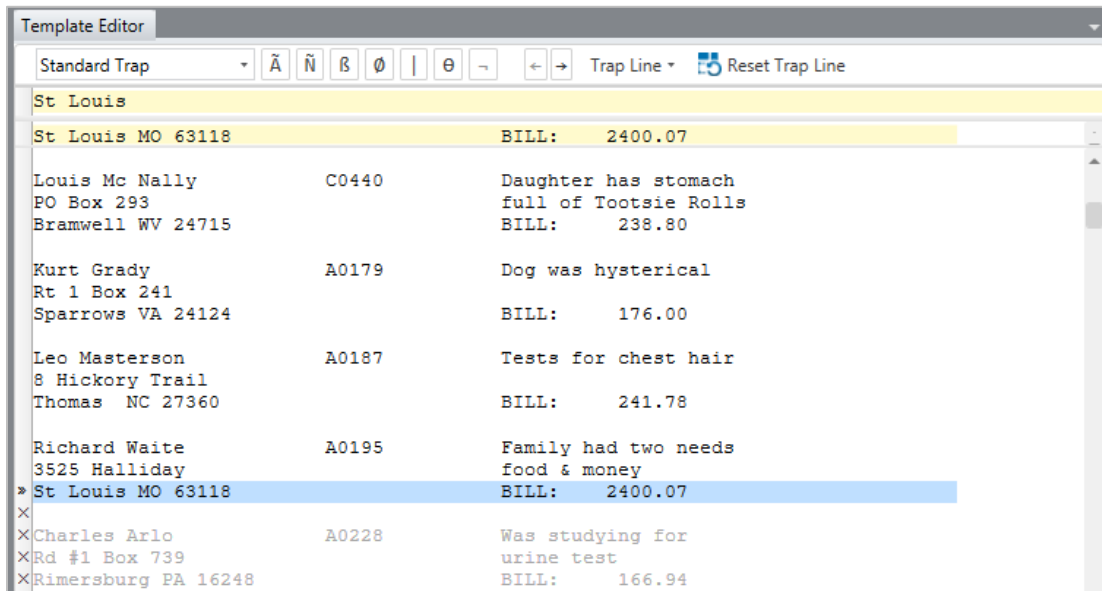 Template Editor
Standard Trap Ã Ñ ß Ø | Ɵ ¬ ← → Trap Line Reset Trap Line
St Louis
St Louis MO 63118 BILL: 2400.07
Louis Mc Nally C0440 Daughter has stomach
PO Box 293 full of Tootsie Rolls
Bramwell WV 24715 BILL: 238.80
Kurt Grady A0179 Dog was hysterical
Rt 1 Box 241
Sparrows VA 24124 BILL: 176.00
Leo Masterson A0187 Tests for chest hair
8 Hickory Trail
Thomas NC 27360 BILL: 241.78
Richard Waite A0195 Family had two needs
3525 Halliday food & money
» St Louis MO 63118 BILL: 2400.07
Charles Arlo A0228 Was studying for
Rd #1 Box 739 urine test
Rimersburg PA 16248 BILL: 166.94